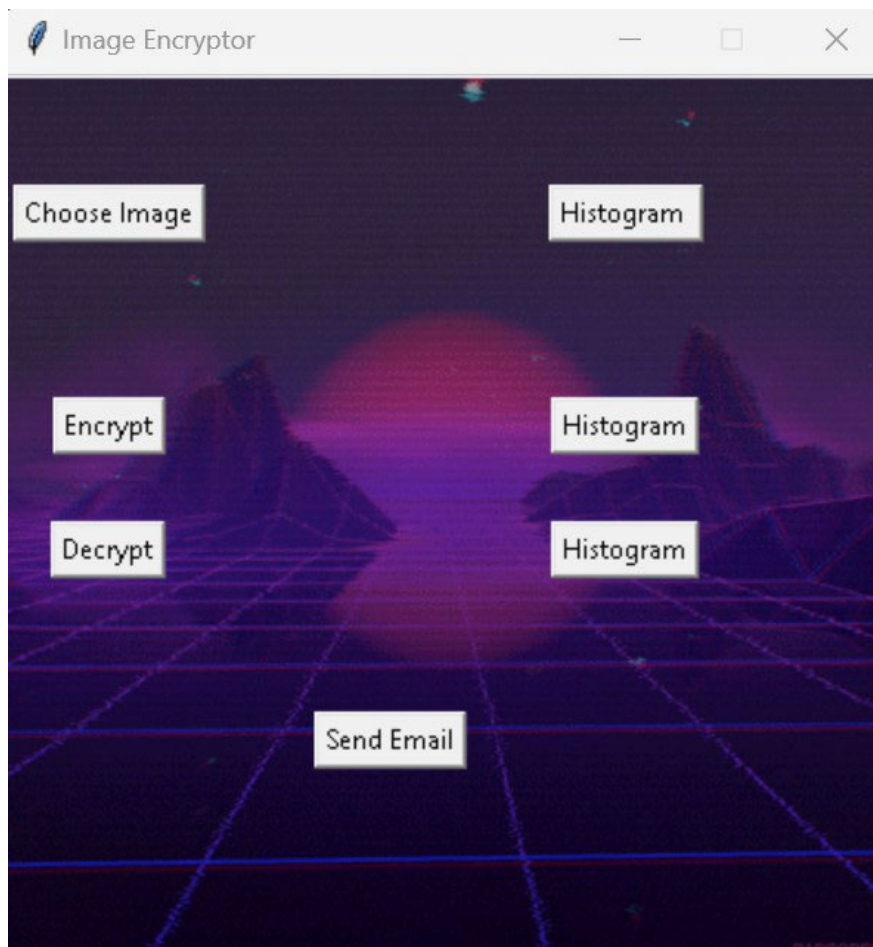 Image Encryptor
Choose Image
Histogram
Encrypt
Histogram
Decrypt
Histogram
Send Email